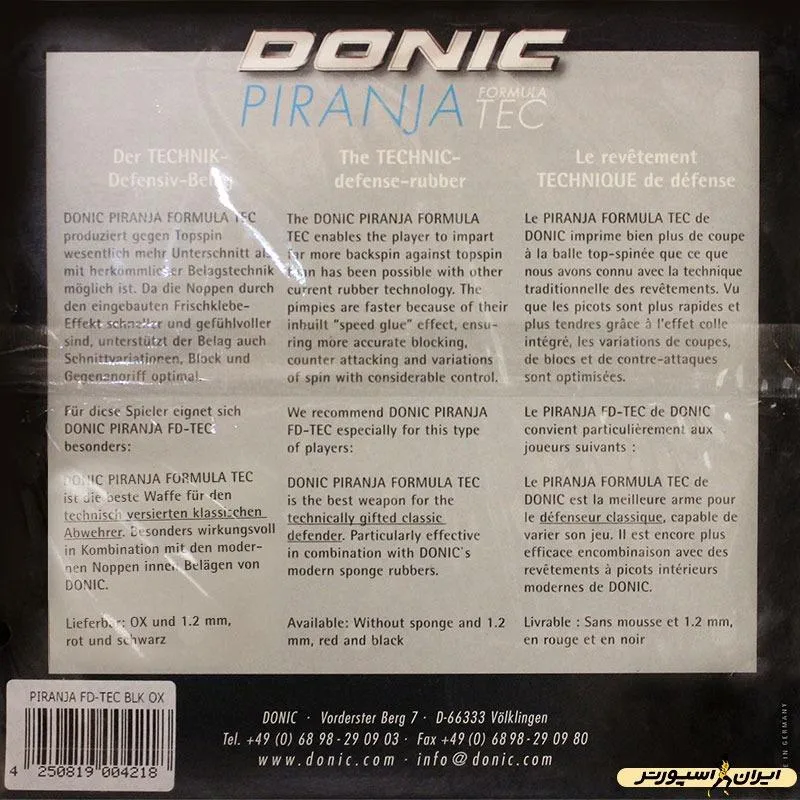 DONIC
PIRANJA FORMULA TEC
Der TECHNIK-
Defensiv-Belag
DONIC PIRANJA FORMULA TEC
produziert gegen Topspin
wesentlich mehr Unterschnitt als
mit herkömmlicher Belagstechnik
möglich ist. Da die Noppen durch
den eingebauten Frischklebe-
Effekt schneller und gefühlvoller
sind, unterstützt der Belag auch
Schnittvariationen, Block und
Gegenangriff optimal.
Für diese Spieler eignet sich
DONIC PIRANJA FD-TEC
besonders:
DONIC PIRANJA FORMULA TEC
ist die beste Waffe für den
technisch versierten klassischen
Abwehrer. Besonders wirkungsvoll
in Kombination mit den moder-
nen Noppen innen Belägen von
DONIC.
Lieferbar: OX und 1.2 mm,
rot und schwarz
The TECHNIC-
defense-rubber
The DONIC PIRANJA FORMULA
TEC enables the player to impart
far more backspin against topspin
than has been possible with other
current rubber technology. The
pimpies are faster because of their
inbuilt "speed glue" effect, ensu-
ring more accurate blocking,
counter attacking and variations
of spin with considerable control.
We recommend DONIC PIRANJA
FD-TEC especially for this type
of players:
DONIC PIRANJA FORMULA TEC
is the best weapon for the
technically gifted classic
defender. Particularly effective
in combination with DONIC`s
modern sponge rubbers.
Available: Without sponge and 1.2
mm, red and black
Le revêtement
TECHNIQUE de défense
Le PIRANJA FORMULA TEC de
DONIC imprime bien plus de coupe
à la balle top-spinée que ce que
nous avons connu avec la technique
traditionnelle des revêtements. Vu
que les picots sont plus rapides et
plus tendres grâce à l'effet colle
intégré, les variations de coupes,
de blocs et de contre-attaques
sont optimisées.
Le PIRANJA FD-TEC de DONIC
convient particulièrement aux
joueurs suivants :
Le PIRANJA FORMULA TEC de
DONIC est la meilleure arme pour
le défenseur classique, capable de
varier son jeu. Il est encore plus
efficace encombinaison avec des
revêtements à picots intérieurs
modernes de DONIC.
Livrable : Sans mousse et 1.2 mm,
en rouge et en noir
PIRANJA FD-TEC BLK OX
4 250819 004218
DONIC · Vorderster Berg 7 · D-66333 Völklingen
Tel. +49 (0) 68 98-29 09 03 · Fax +49 (0) 68 98-29 09 80
www.donic.com · info@donic.com
IN GERMANY
ایران اسپورتر